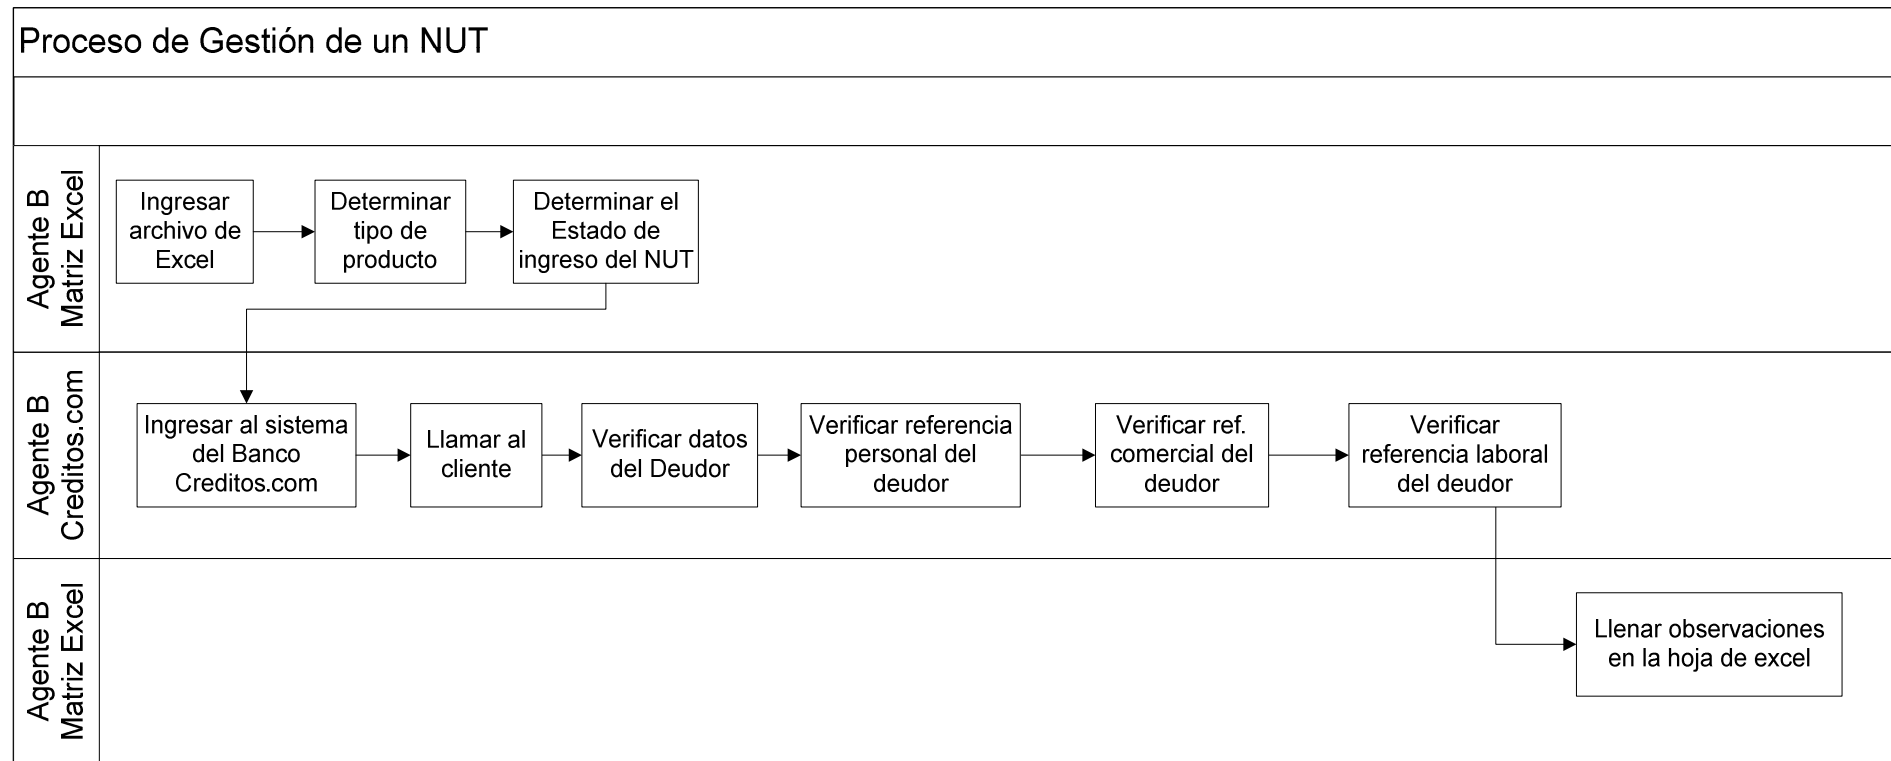 Proceso de Gestión de un NUT
Agente B
Matriz Excel
Ingresar
archivo de
Excel
Determinar
tipo de
producto
Determinar el
Estado de
ingreso del NUT
Agente B
Creditos.com
Ingresar al sistema
del Banco
Creditos.com
Llamar al
cliente
Verificar datos
del Deudor
Verificar referencia
personal del
deudor
Verificar ref.
comercial del
deudor
Verificar
referencia laboral
del deudor
Agente B
Matriz Excel
Llenar observaciones
en la hoja de excel